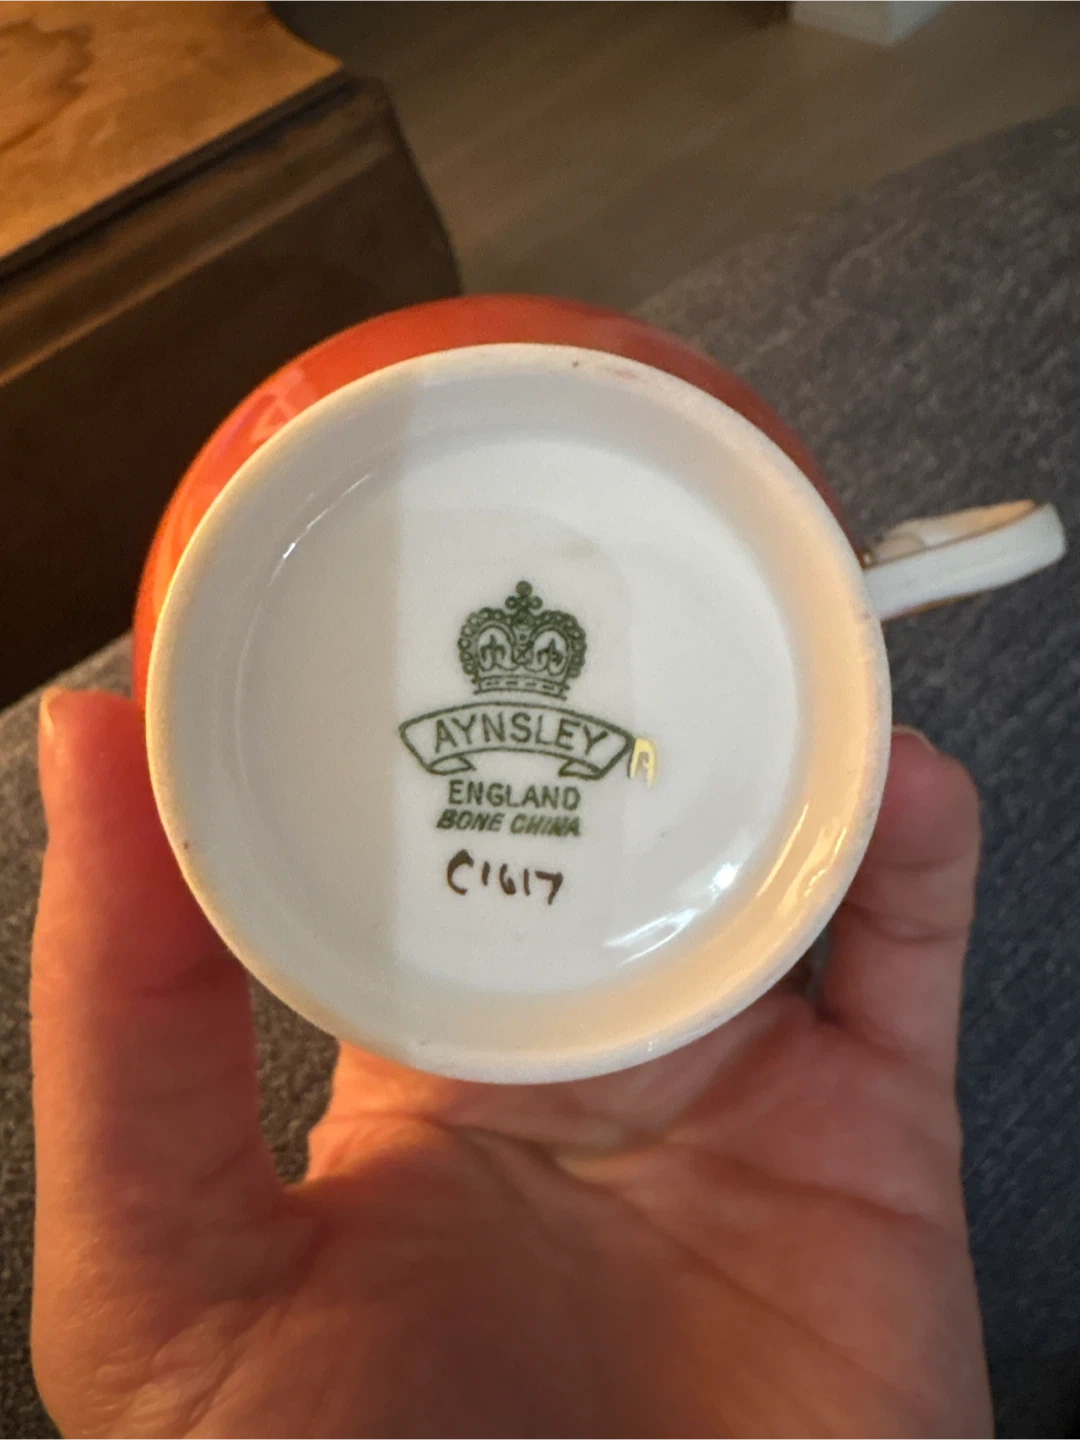 AYNSLEY
A
ENGLAND
BONE CHINA
C1617